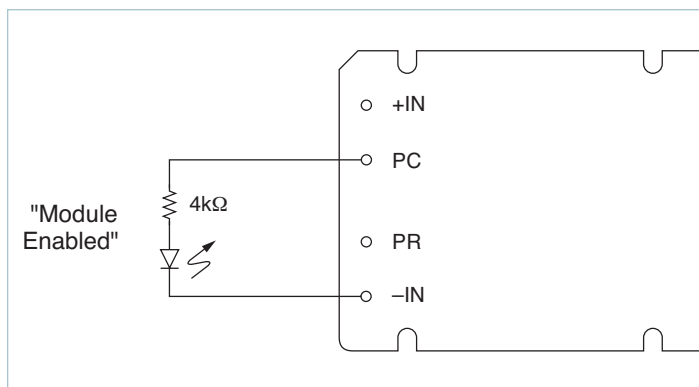 +IN
PC
4kΩ
"Module
Enabled"
PR
–IN